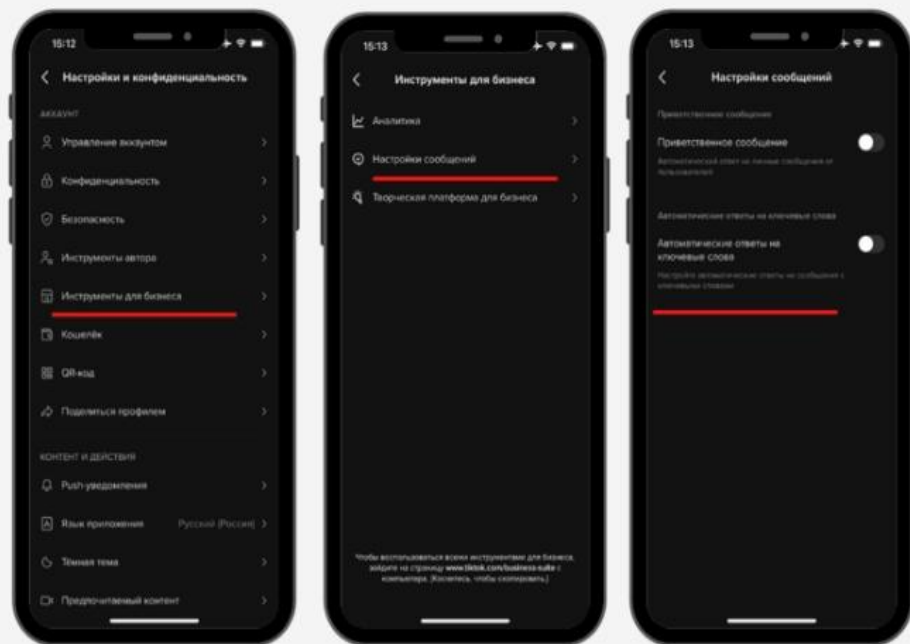 15:12
Настройки и конфиденциальность
АККАУНТ
Управление аккаунтом
Конфиденциальность
Безопасность
Инструменты автора
Инструменты для бизнеса
Кошелёк
QR-код
Поделиться профилем
КОНТЕНТ И ДЕЙСТВИЯ
Push-уведомления
Язык приложения Русский (Россия)
Тёмная тема
Предпочитаемый контент
15:13
Инструменты для бизнеса
Аналитика
Настройки сообщений
Творческая платформа для бизнеса
Чтобы воспользоваться всеми инструментами для бизнеса,
зайдите на страницу www.tiktok.com/business-suite с
компьютера. (Коснитесь, чтобы скопировать.)
15:13
Настройки сообщений
Приветственное сообщение
Приветственное сообщение
Автоматический ответ на личные сообщения от
пользователей
Автоматические ответы на ключевые слова
Автоматические ответы на
ключевые слова
Настройте автоматические ответы на сообщения с
ключевыми словами